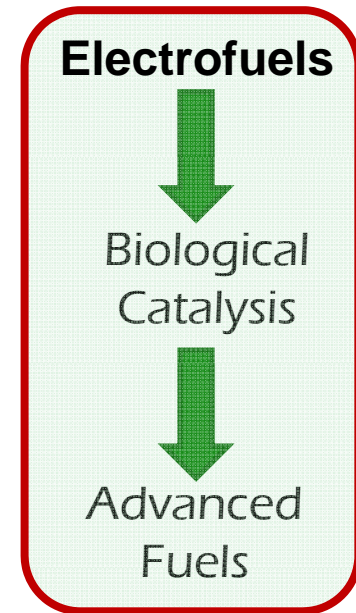 Electrofuels
Biological
Catalysis
Advanced
Fuels